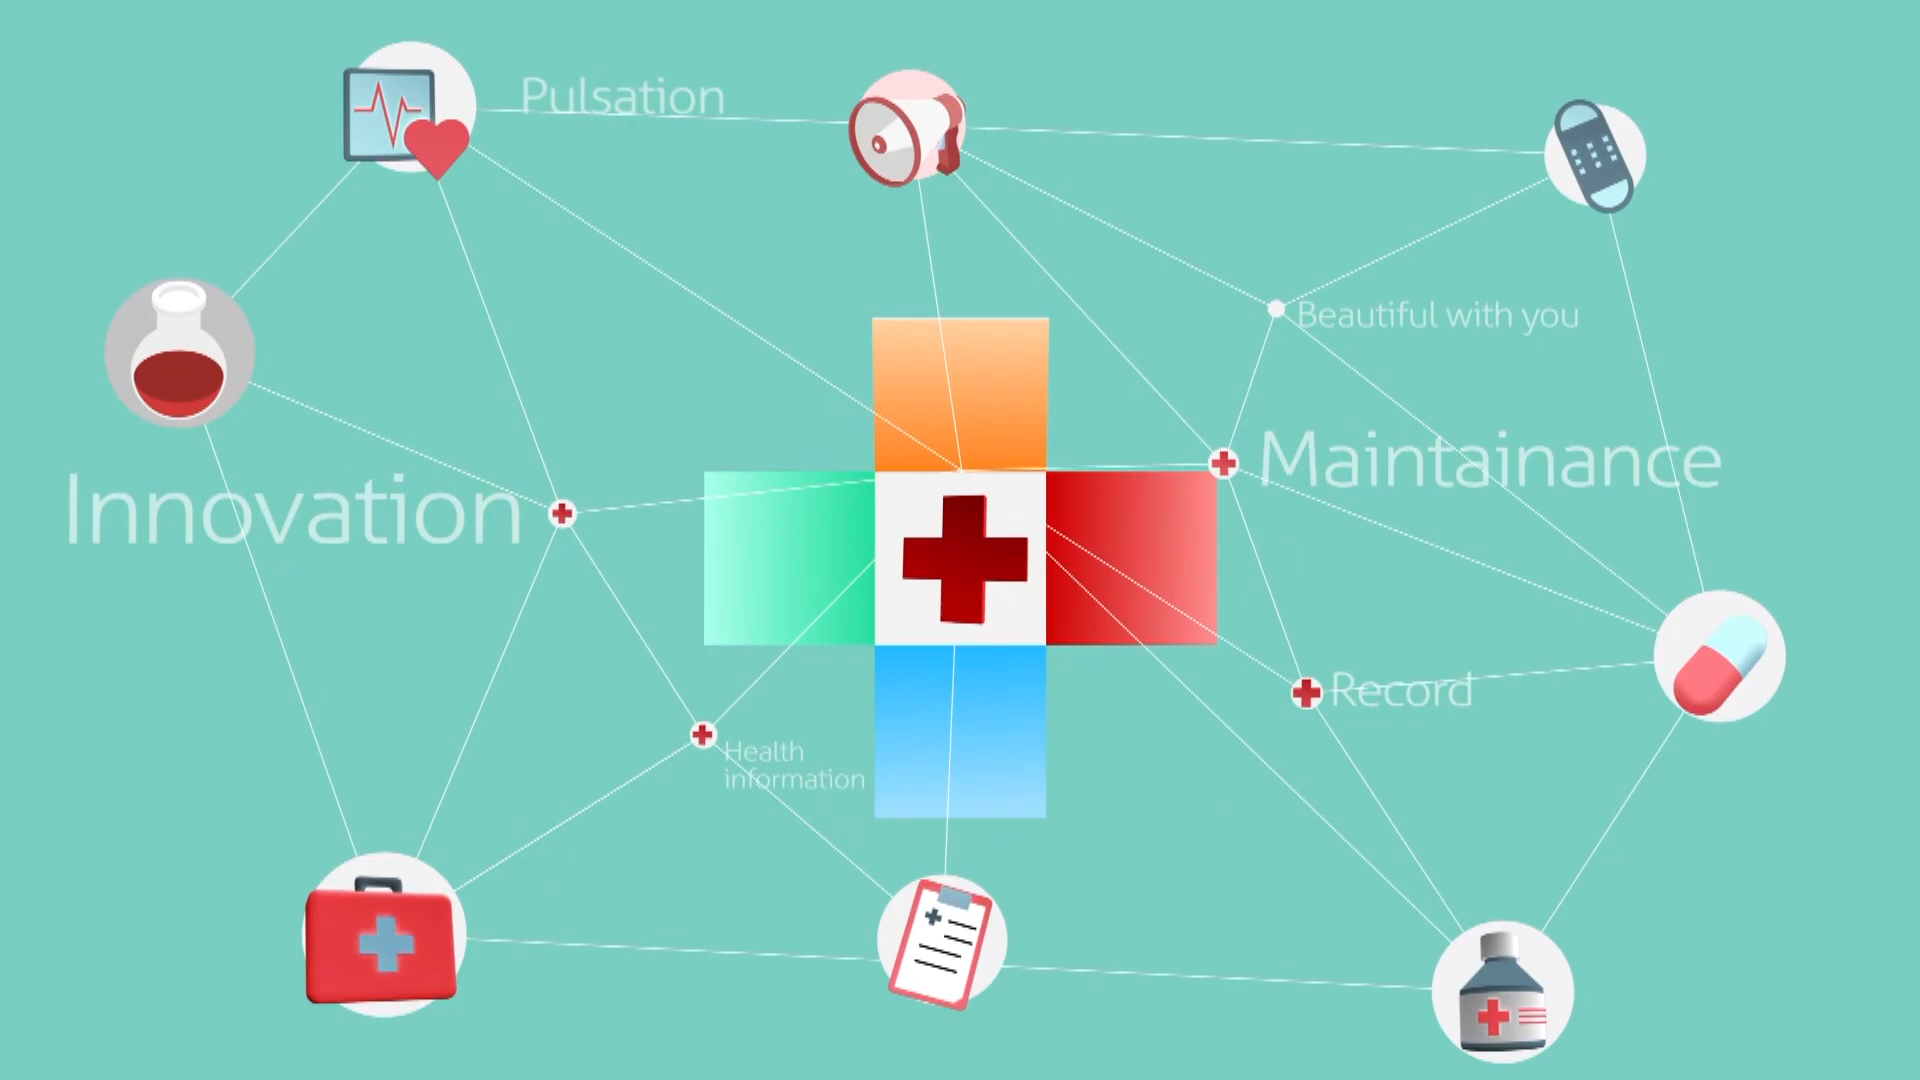 Pulsation
Beautiful with you
Maintainance
Innovation
Record
Health
information